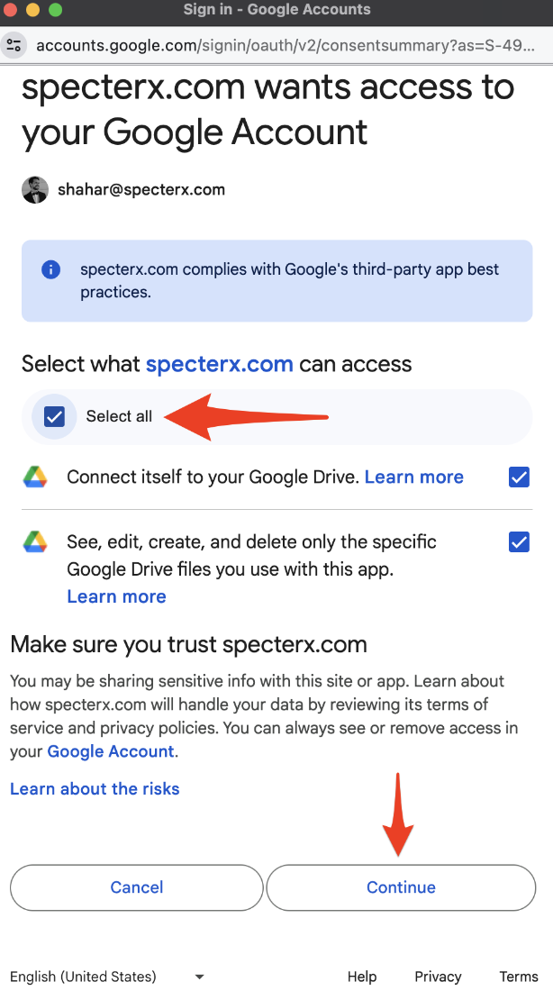 Sign in - Google Accounts
accounts.google.com/signin/oauth/v2/consentsummary?as=S-49...
specterx.com wants access to
your Google Account
shahar@specterx.com
specterx.com complies with Google's third-party app best
practices.
Select what specterx.com can access
Select all
Connect itself to your Google Drive. Learn more
See, edit, create, and delete only the specific
Google Drive files you use with this app.
Learn more
Make sure you trust specterx.com
You may be sharing sensitive info with this site or app. Learn about
how specterx.com will handle your data by reviewing its terms of
service and privacy policies. You can always see or remove access in
your Google Account.
Learn about the risks
Cancel
Continue
English (United States)
Help
Privacy
Terms